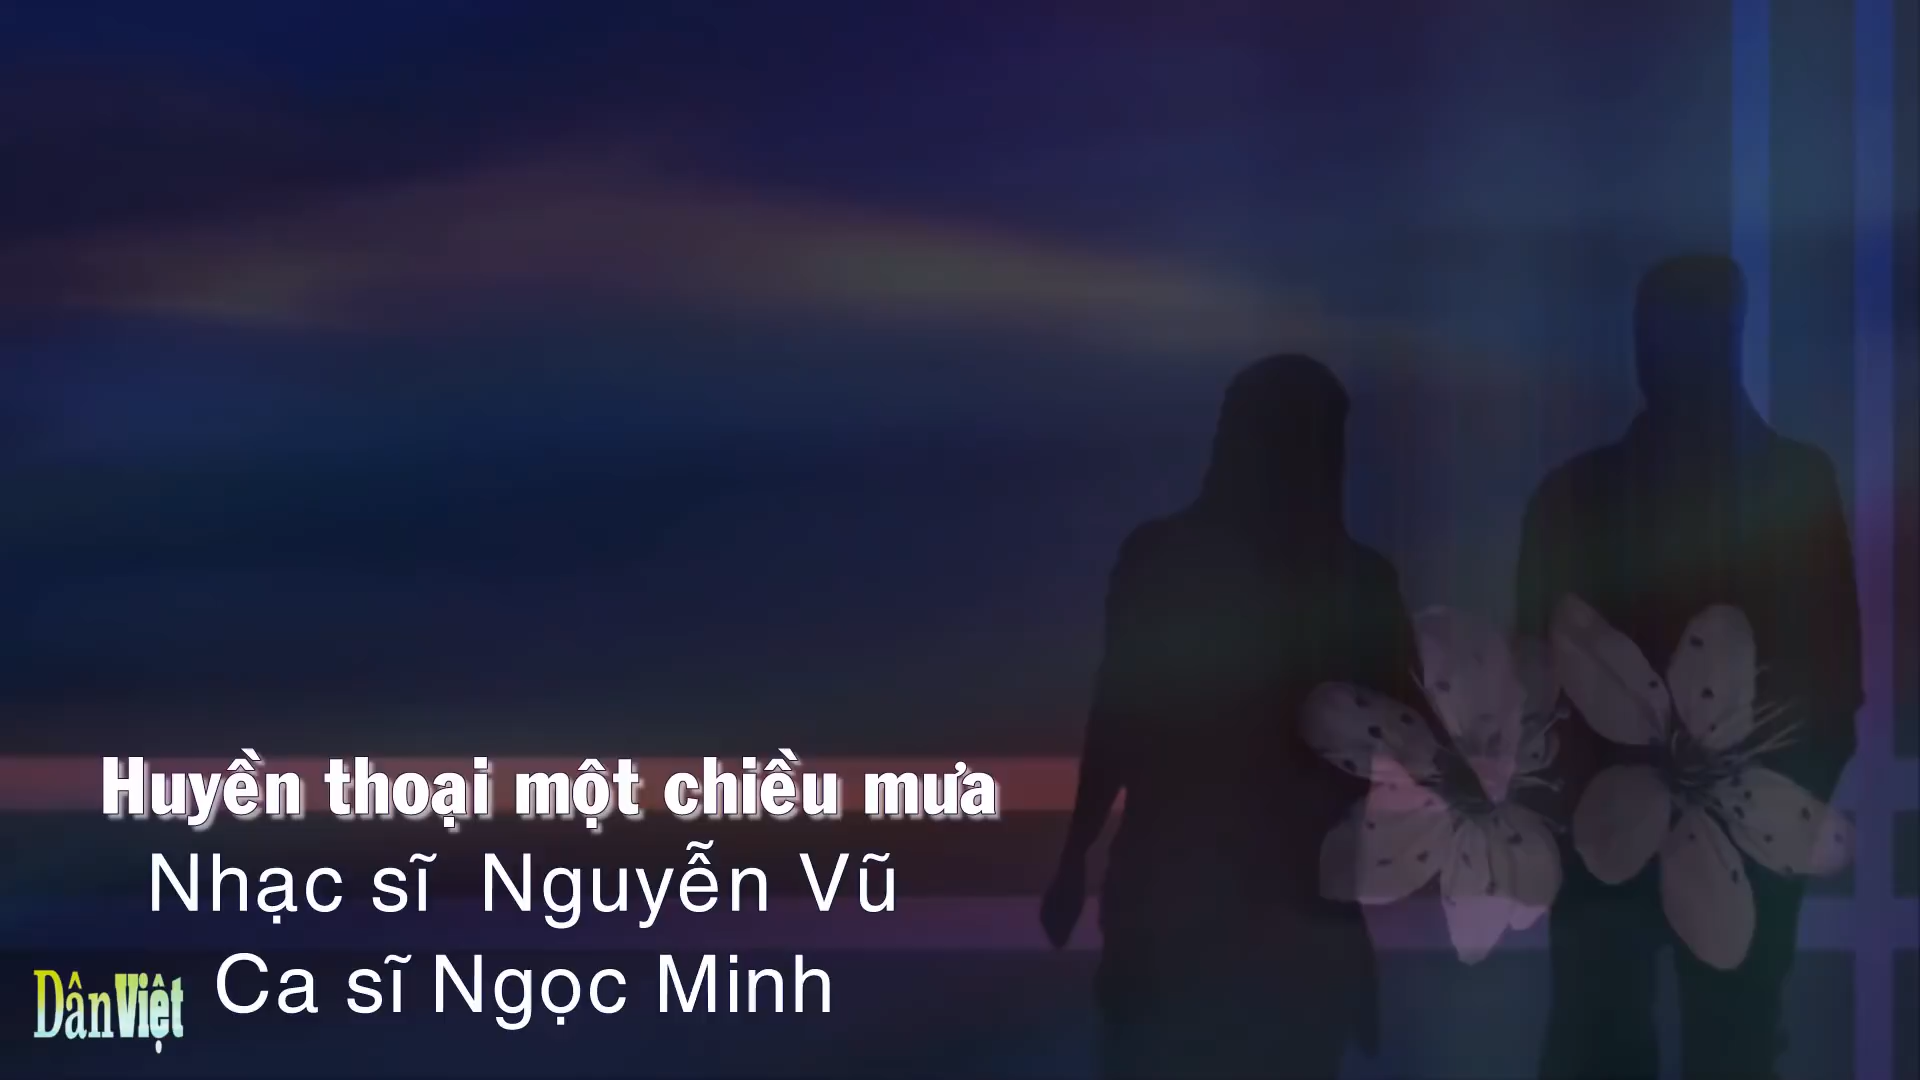 Huyền thoại một chiều mưa
Nhạc sĩ Nguyễn Vũ
Ca sĩ Ngọc Minh
DânViệt